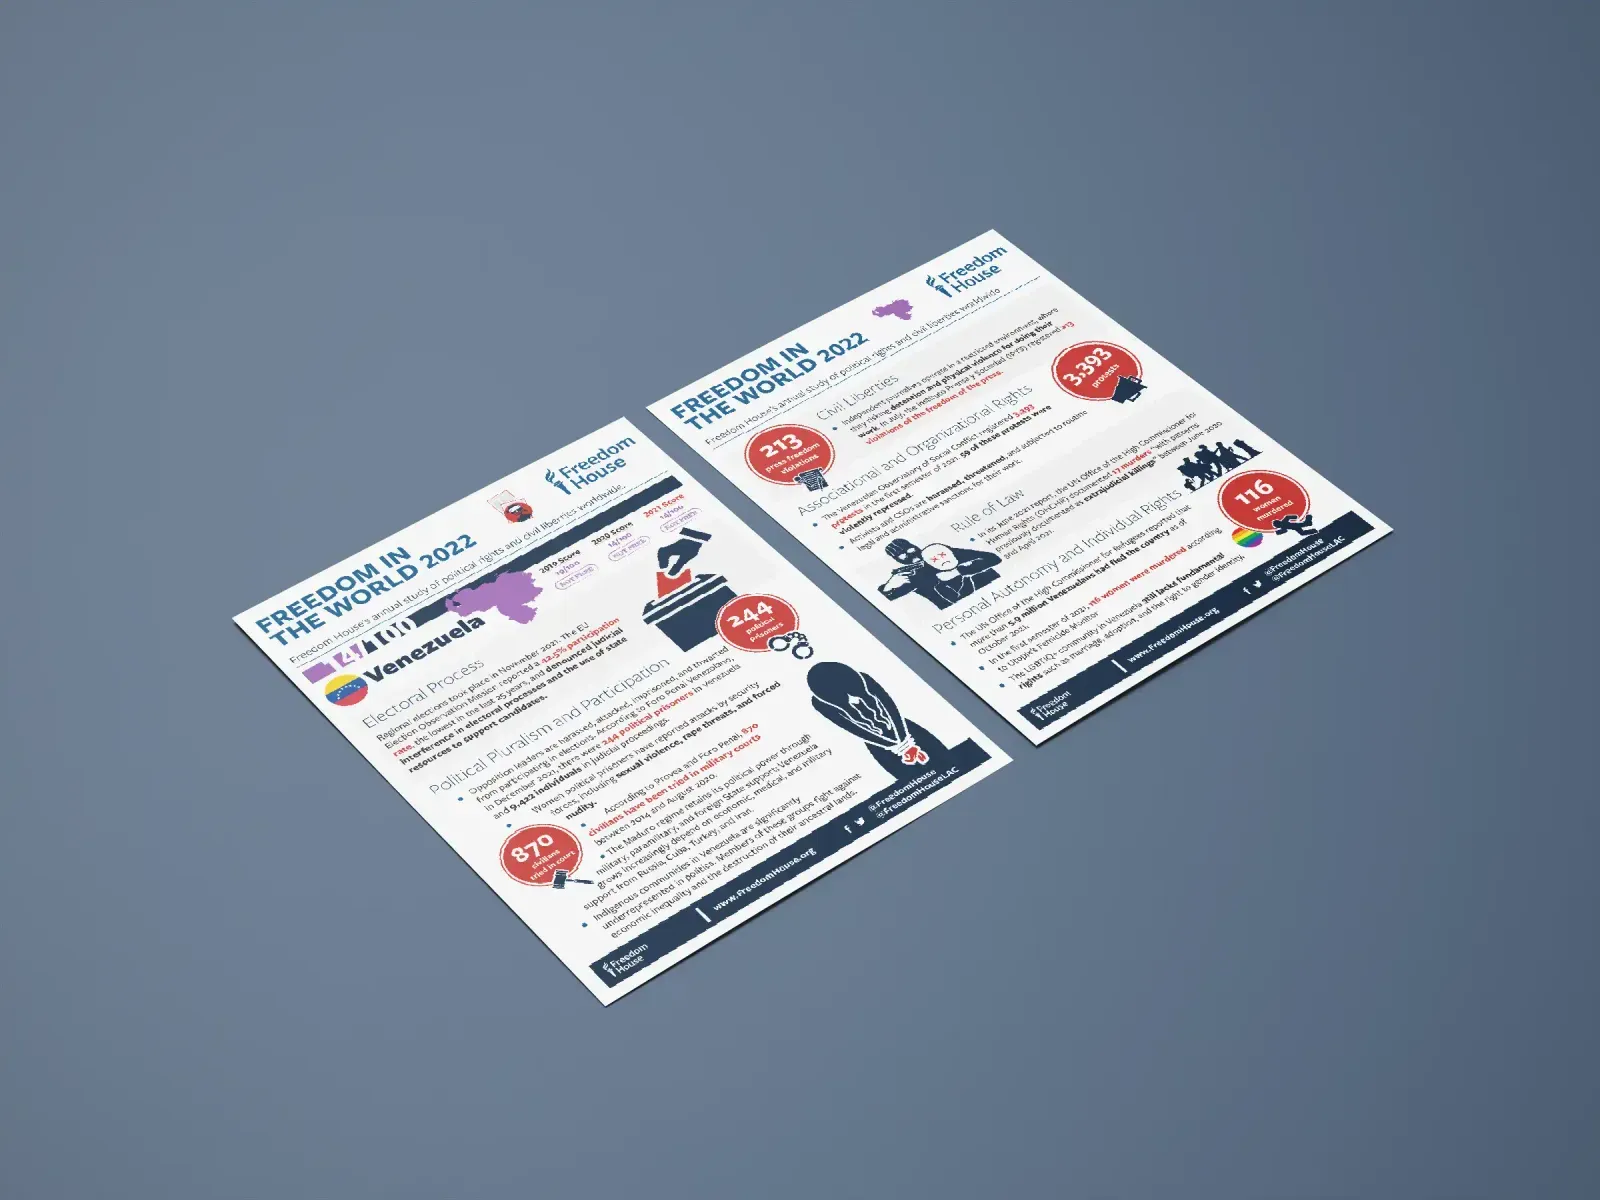 FREEDOM IN
THE WORLD 2022
Freedom House's annual study of political rights and civil liberties worldwide.
Freedom
House
14/100
Venezuela
2019 Score
19/100
NOT FREE
2020 Score
16/100
NOT FREE
2021 Score
14/100
NOT FREE
Electoral Process
Regional elections took place in November 2021. The EU
Election Observation Mission reported a 42.5% participation
rate, the lowest in the last 25 years, and denounced judicial
interference in electoral processes and the use of state
resources to support candidates.
244
political
prisoners
Political Pluralism and Participation
Opposition leaders are harassed, attacked, imprisoned, and thwarted
from participating in elections. According to Foro Penal Venezolano,
in December 2021, there were 244 political prisoners in Venezuela
and 9,422 individuals in judicial proceedings.
Women political prisoners have reported attacks by security
forces, including sexual violence, rape threats, and forced
nudity.
According to Provea and Foro Penal, 870
civilians have been tried in military courts
between 2014 and August 2020.
870
civilians
tried in court
The Maduro regime retains its political power through
military, paramilitary, and foreign State support; Venezuela
grows increasingly depend on economic, medical, and military
support from Russia, Cuba, Turkey, and Iran.
Indigenous communities in Venezuela are significantly
underrepresented in politics. Members of these groups fight against
economic inequality and the destruction of their ancestral lands.
Freedom
House
www.FreedomHouse.org
@FreedomHouse
@FreedomHouseLAC
FREEDOM IN
THE WORLD 2022
Freedom House's annual study of political rights and civil liberties worldwide
Freedom
House
213
press freedom
violations
Civil Liberties
Independent journalists operate in a restricted environment, where
they risking detention and physical violence for doing their
work. In July, the Instituto Prensa y Sociedad (IPYS) registered 213
violations of the freedom of the press.
3,393
protests
Associational and Organizational Rights
The Venezuelan Observatory of Social Conflict registered 3,393
protests in the first semester of 2021. 59 of these protests were
violently repressed.
Activists and CSOs are harassed, threatened, and subjected to routine
legal and administrative sanctions for their work.
Rule of Law
In its June 2021 report, the UN Office of the High Commissioner for
Human Rights (OHCHR) documented 17 murders "with patterns
previously documented as extrajudicial killings" between June 2020
and April 2021.
Personal Autonomy and Individual Rights
The UN Office of the High Commissioner for Refugees reported that
more than 5.9 million Venezuelans had fled the country as of
October 2021.
In the first semester of 2021, 116 women were murdered according
to Utopix's Femicide Monitor
The LGBTIQ+ community in Venezuela still lacks fundamental
rights such as marriage, adoption, and the right to gender identity.
116
women
murdered
Freedom
House
www.FreedomHouse.org
@FreedomHouse
@FreedomHouseLAC